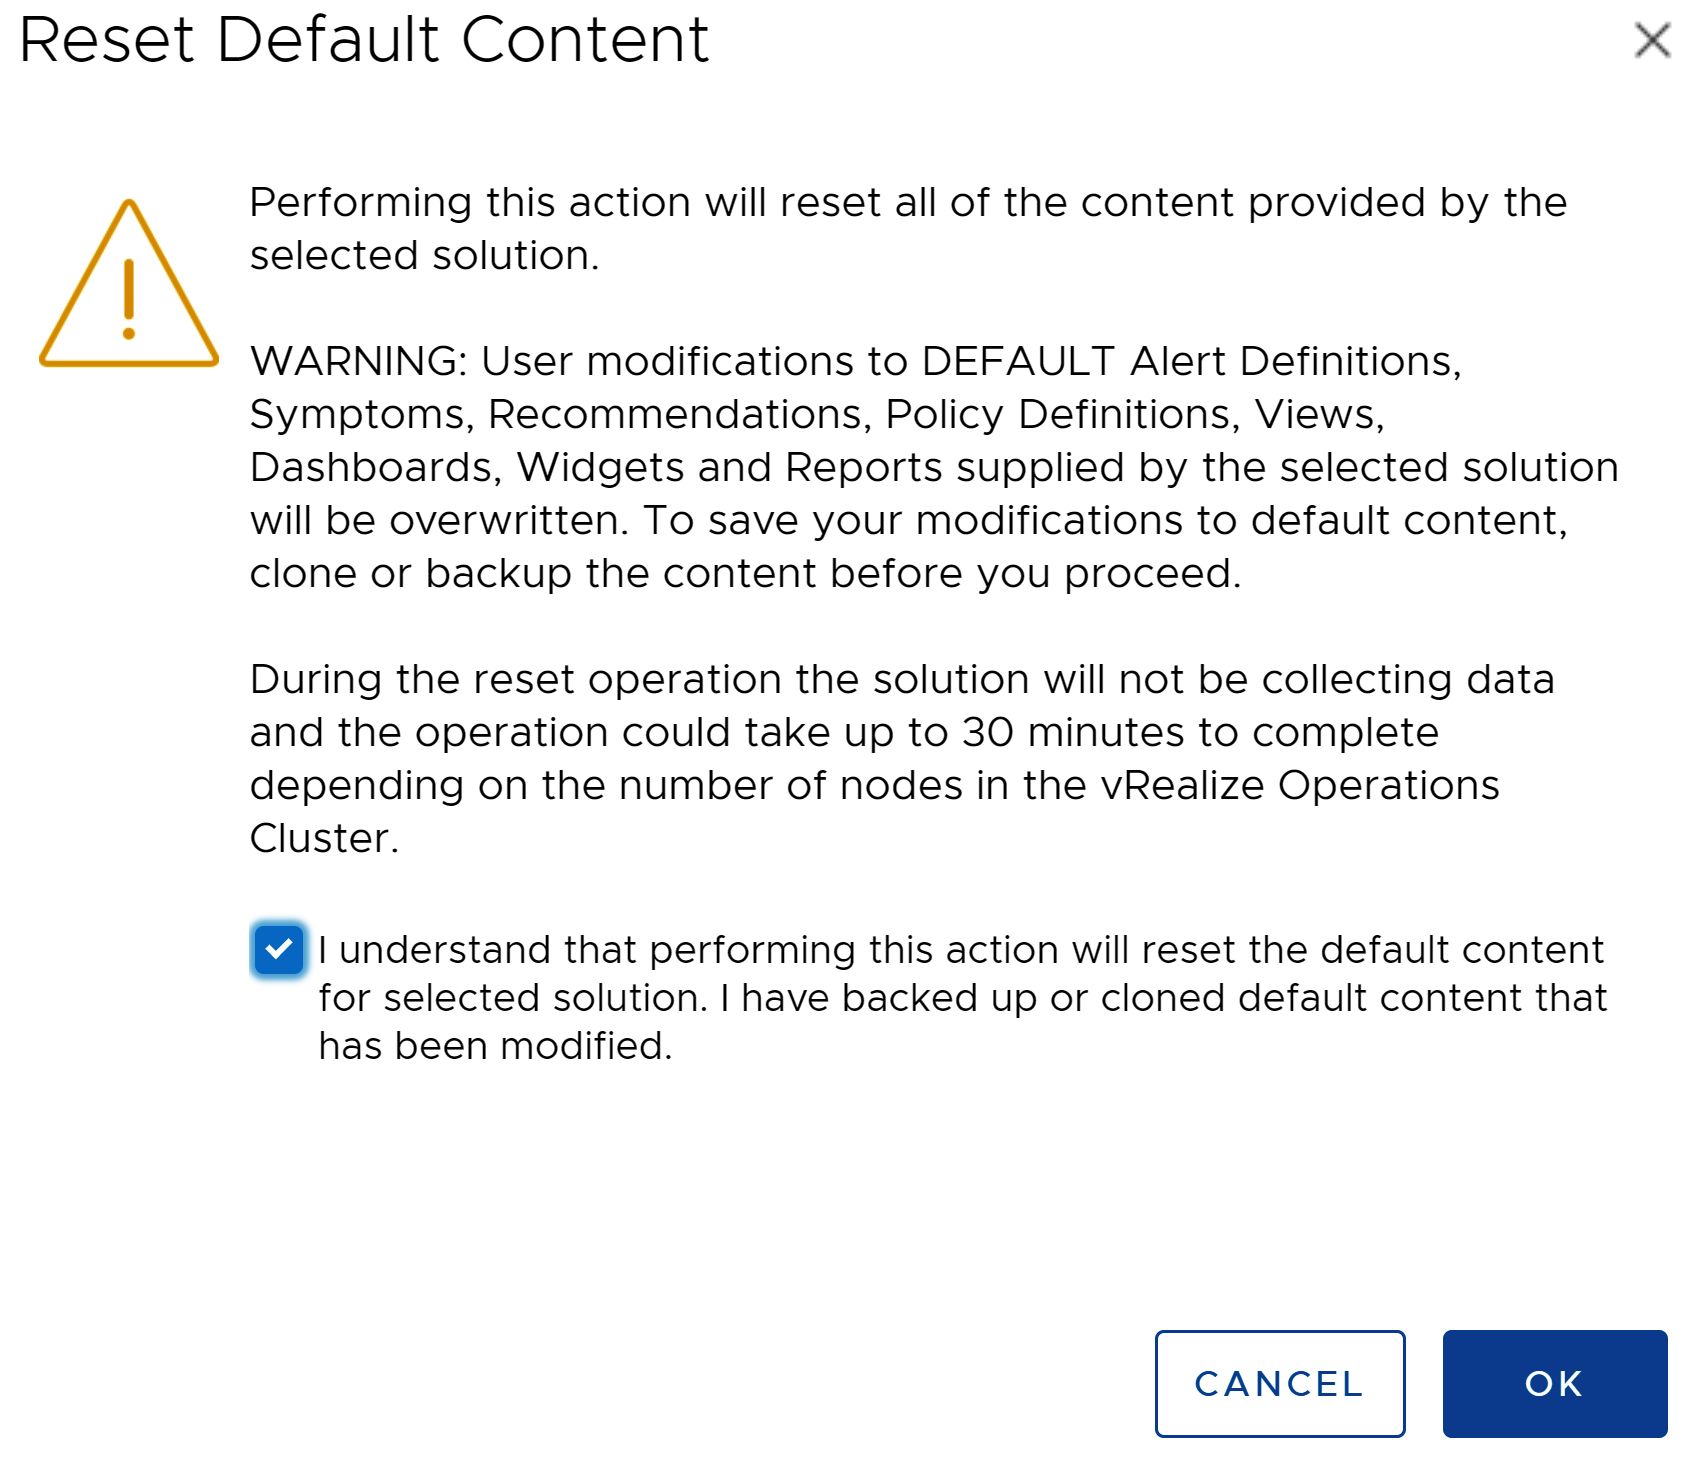 Reset Default Content
Performing this action will reset all of the content provided by the
selected solution.
WARNING: User modifications to DEFAULT Alert Definitions,
Symptoms, Recommendations, Policy Definitions, Views,
Dashboards, Widgets and Reports supplied by the selected solution
will be overwritten. To save your modifications to default content,
clone or backup the content before you proceed.
During the reset operation the solution will not be collecting data
and the operation could take up to 30 minutes to complete
depending on the number of nodes in the vRealize Operations
Cluster.
I understand that performing this action will reset the default content
for selected solution. I have backed up or cloned default content that
has been modified.
CANCEL OK